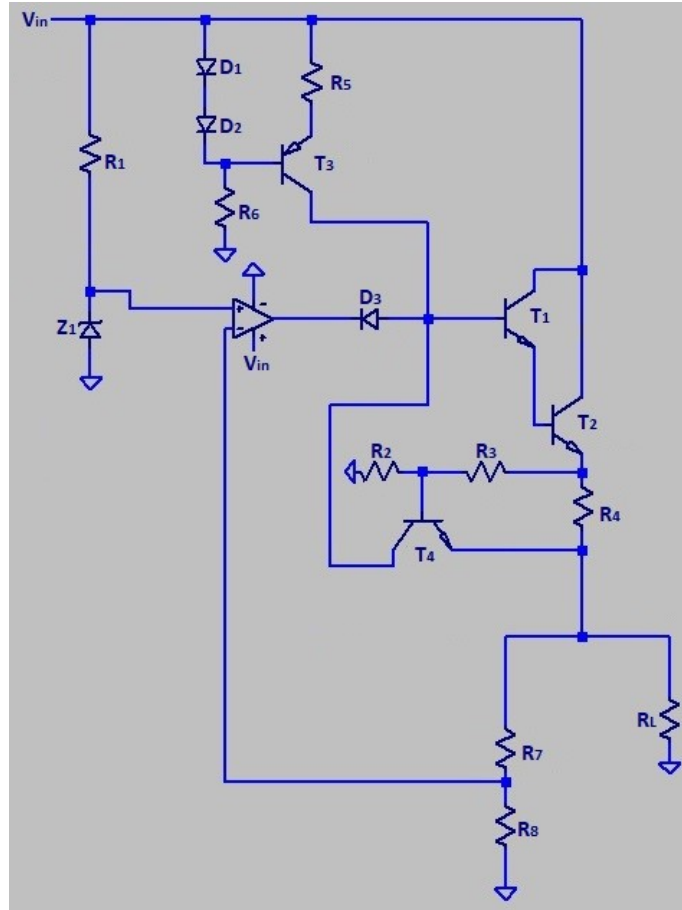 Vin
D1
R5
D2
T3
R1
R6
D3
T1
Z1
+
-
-
+
Vin
T2
R2
R3
R4
T4
RL
R7
R8